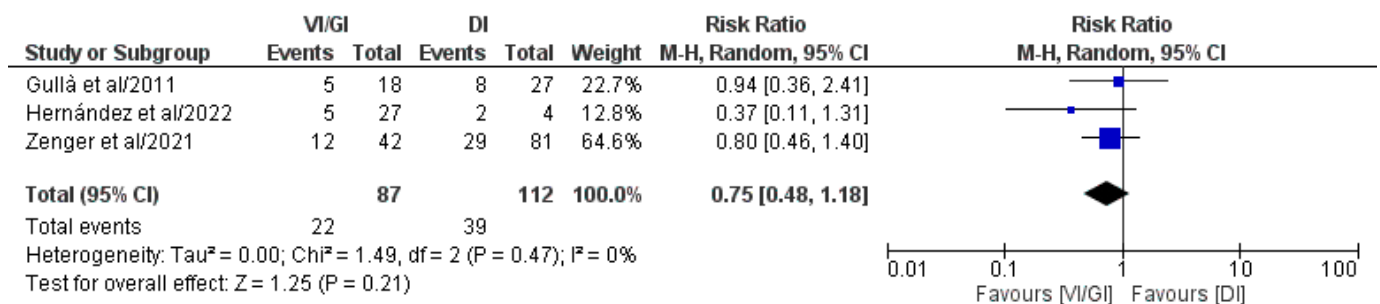 VI/GI DI Risk Ratio Risk Ratio
Study or Subgroup Events Total Events Total Weight M-H, Random, 95% CI M-H, Random, 95% CI
Gullà et al/2011 5 18 8 27 22.7% 0.94 [0.36, 2.41]
Hernández et al/2022 5 27 2 4 12.8% 0.37 [0.11, 1.31]
Zenger et al/2021 12 42 29 81 64.6% 0.80 [0.46, 1.40]
Total (95% CI) 87 112 100.0% 0.75 [0.48, 1.18]
Total events 22 39
Heterogeneity: Tau² = 0.00; Chi² = 1.49, df = 2 (P = 0.47); I² = 0%
Test for overall effect: Z = 1.25 (P = 0.21)
0.01 0.1 1 10 100
Favours [VI/GI] Favours [DI]